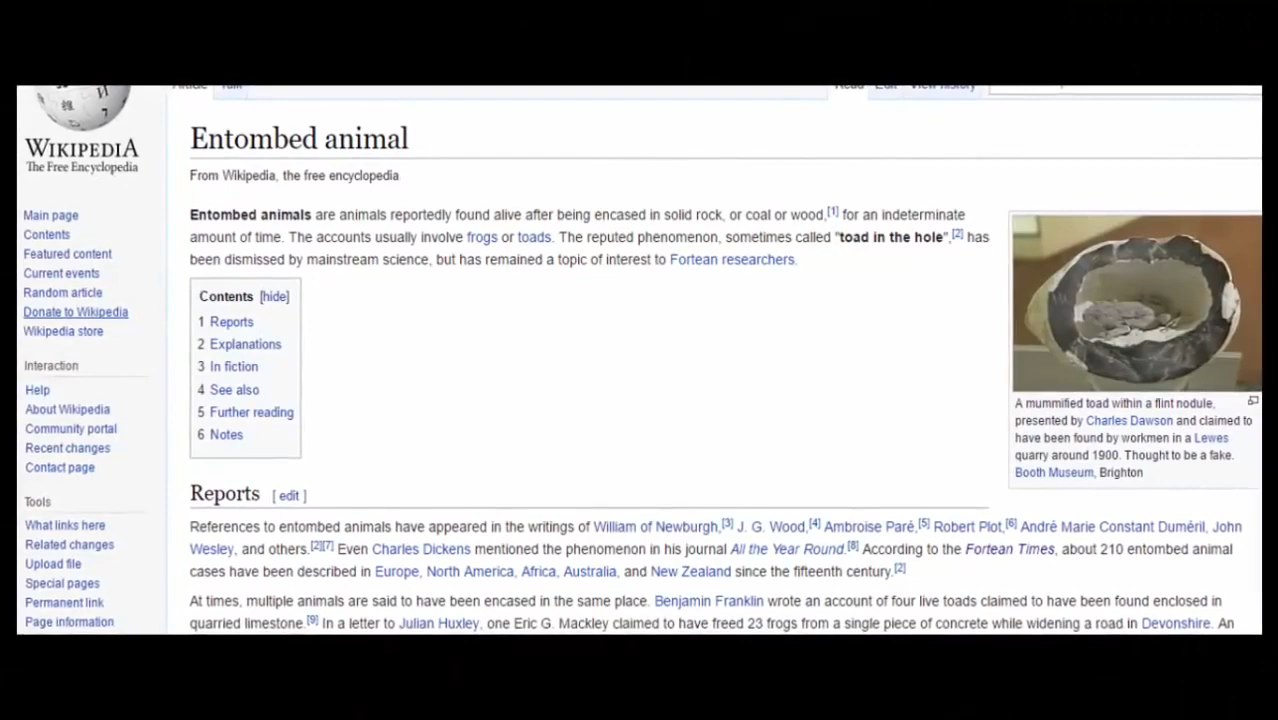 Article Talk
Read Edit View history
WIKIPEDIA
The Free Encyclopedia
Main page
Contents
Featured content
Current events
Random article
Donate to Wikipedia
Wikipedia store
Interaction
Help
About Wikipedia
Community portal
Recent changes
Contact page
Tools
What links here
Related changes
Upload file
Special pages
Permanent link
Page information
Entombed animal
From Wikipedia, the free encyclopedia
Entombed animals are animals reportedly found alive after being encased in solid rock, or coal or wood,[1] for an indeterminate
amount of time. The accounts usually involve frogs or toads. The reputed phenomenon, sometimes called "toad in the hole",[2] has
been dismissed by mainstream science, but has remained a topic of interest to Fortean researchers.
Contents [hide]
1 Reports
2 Explanations
3 In fiction
4 See also
5 Further reading
6 Notes
A mummified toad within a flint nodule,
presented by Charles Dawson and claimed to
have been found by workmen in a Lewes
quarry around 1900. Thought to be a fake.
Booth Museum, Brighton
Reports [ edit ]
References to entombed animals have appeared in the writings of William of Newburgh,[3] J. G. Wood,[4] Ambroise Paré,[5] Robert Plot,[6] André Marie Constant Duméril, John
Wesley, and others.[2][7] Even Charles Dickens mentioned the phenomenon in his journal All the Year Round.[8] According to the Fortean Times, about 210 entombed animal
cases have been described in Europe, North America, Africa, Australia, and New Zealand since the fifteenth century.[2]
At times, multiple animals are said to have been encased in the same place. Benjamin Franklin wrote an account of four live toads claimed to have been found enclosed in
quarried limestone.[9] In a letter to Julian Huxley, one Eric G. Mackley claimed to have freed 23 frogs from a single piece of concrete while widening a road in Devonshire. An